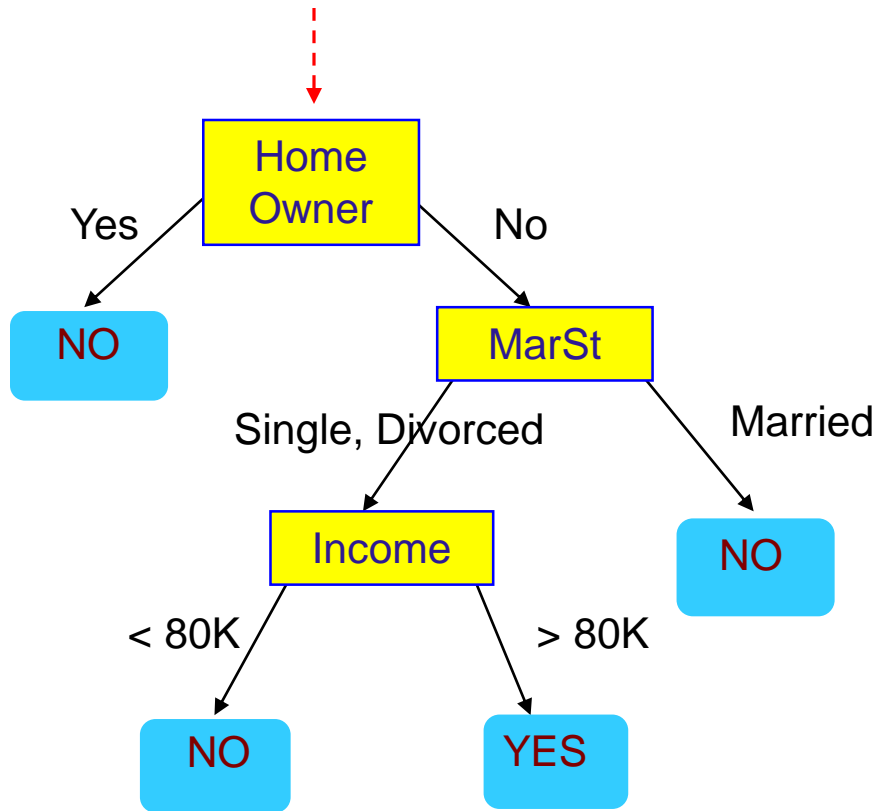 Home
Owner
Yes
No
NO
MarSt
Single, Divorced
Married
Income
NO
< 80K
> 80K
NO
YES